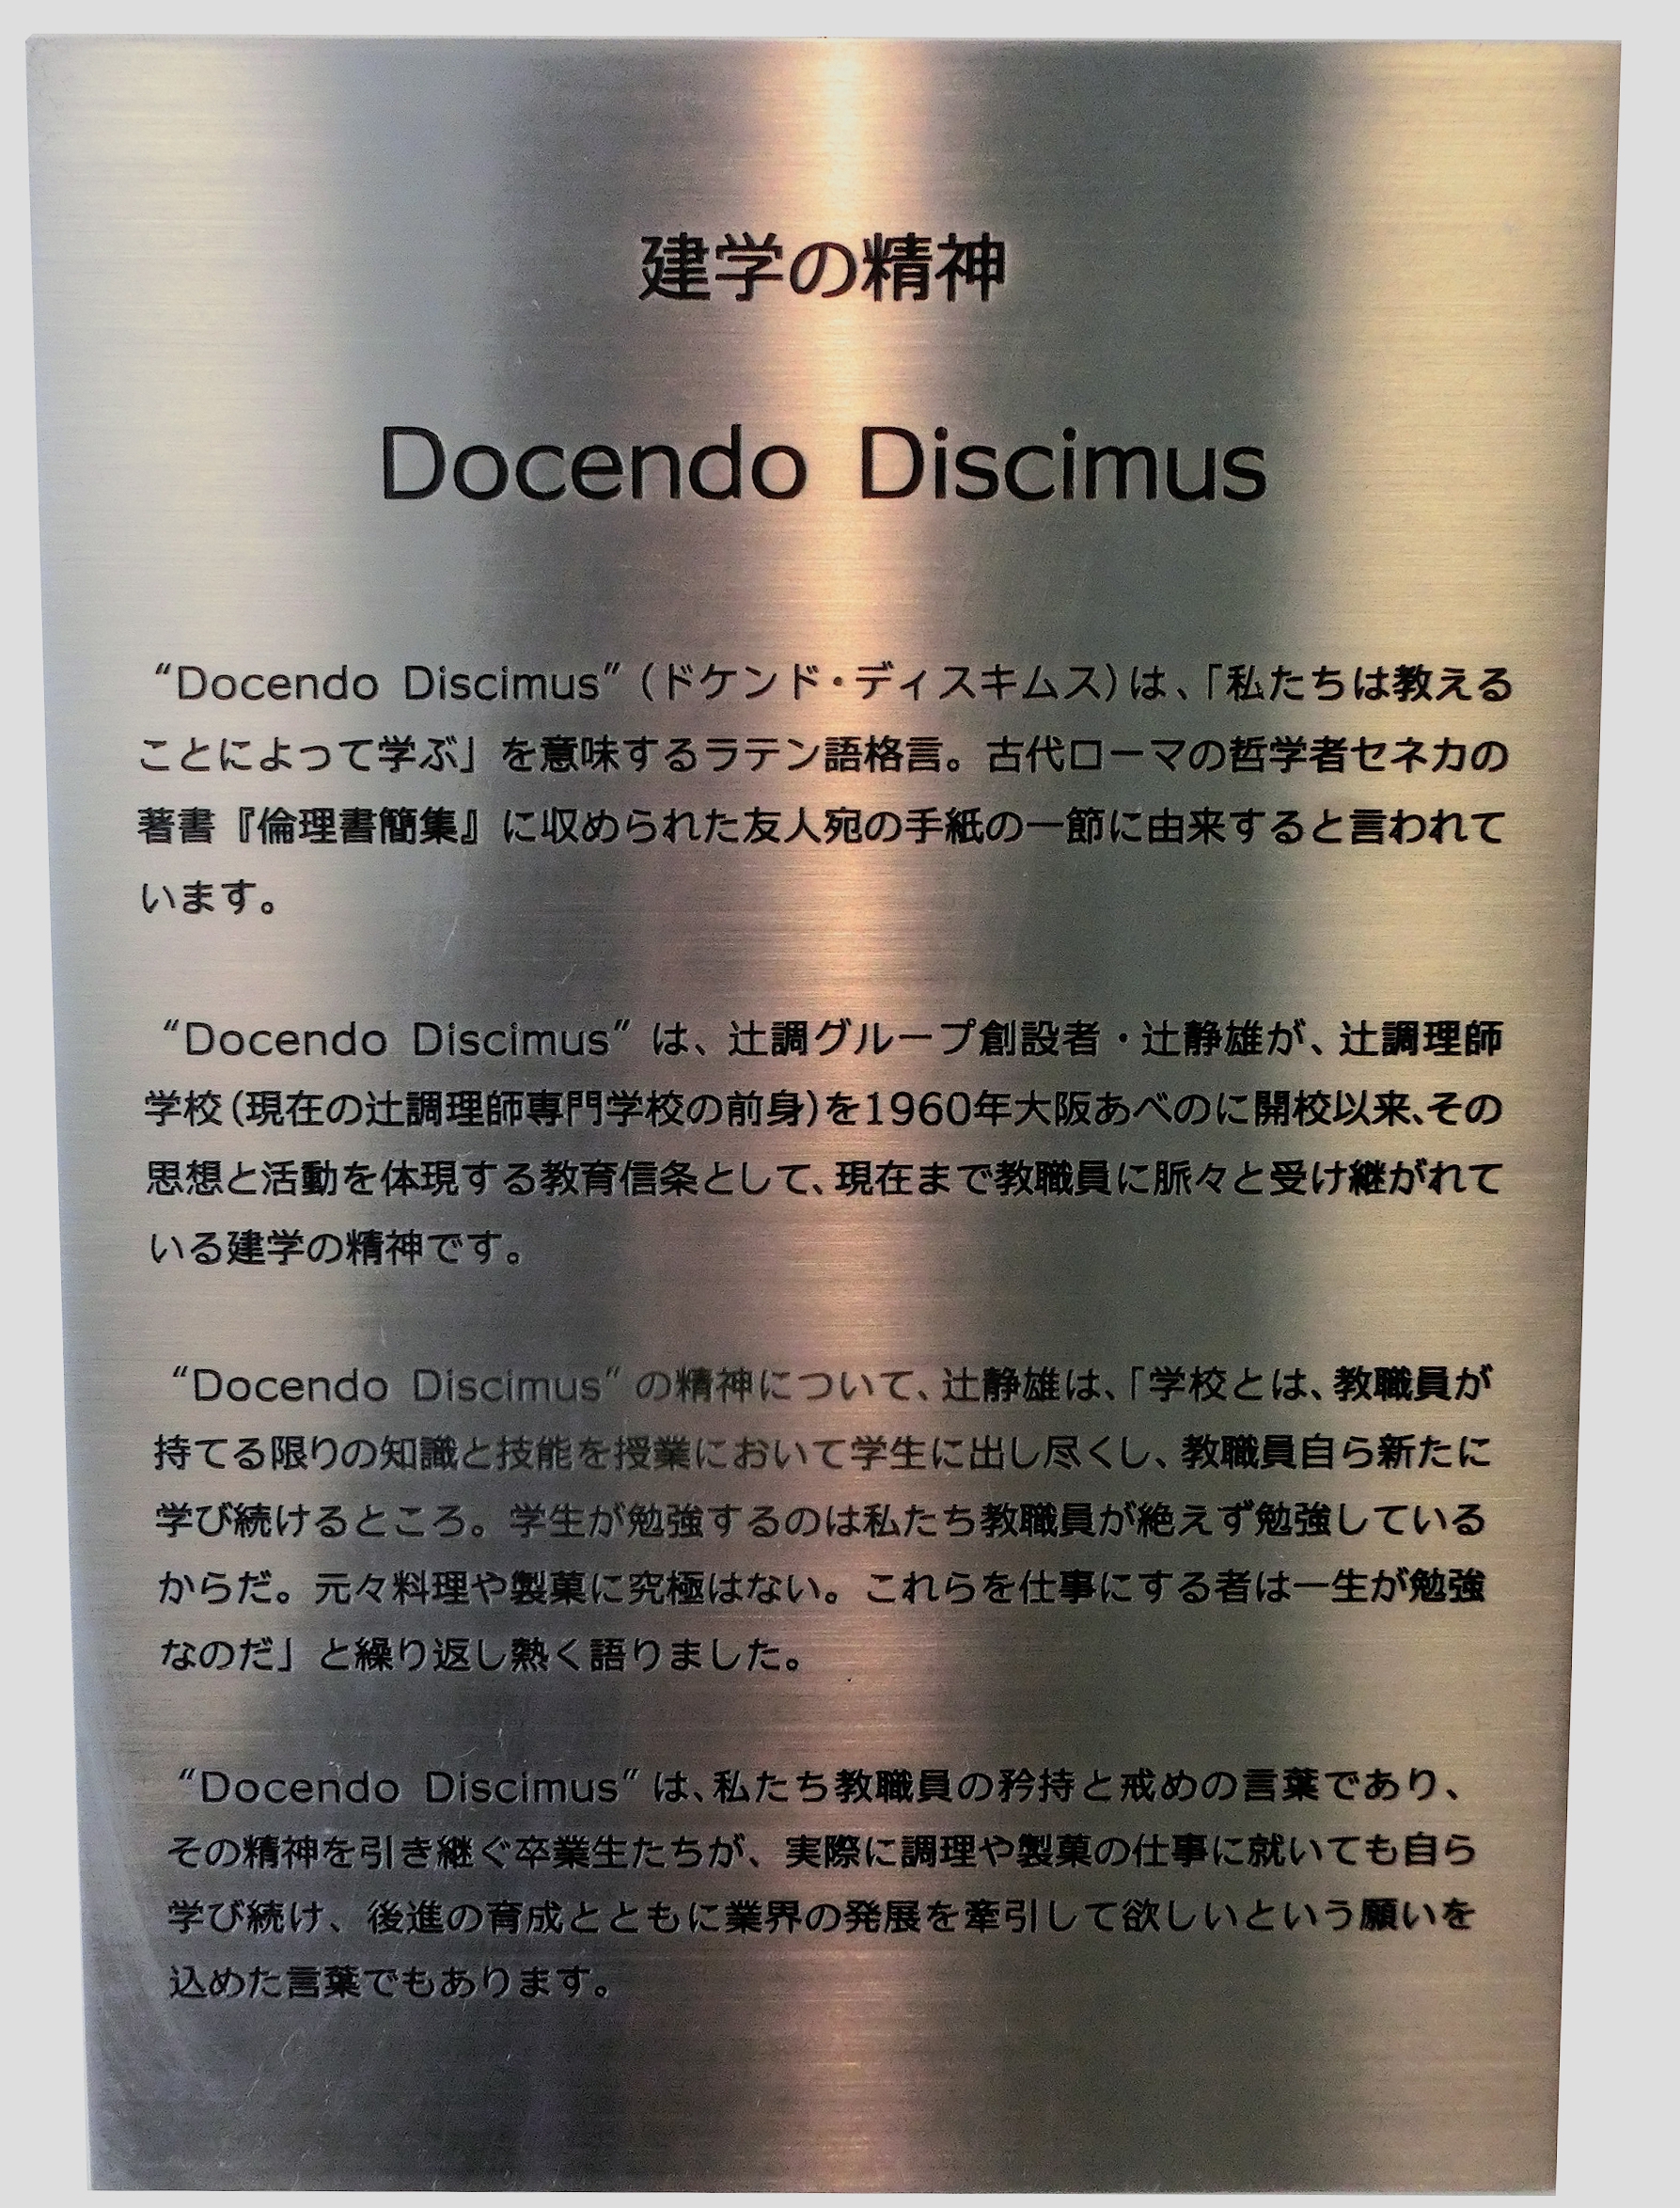 建学の精神
Docendo Discimus
“Docendo Discimus”（ドケンド・ディスキムス）は、「私たちは教える
ことによって学ぶ」を意味するラテン語格言。古代ローマの哲学者セネカの
著書『倫理書簡集』に収められた友人宛の手紙の一節に由来すると言われて
います。
“Docendo Discimus” は、辻調グループ創設者・辻静雄が、辻調理師
学校（現在の辻調理師専門学校の前身）を1960年大阪あべのに開校以来、その
思想と活動を体現する教育信条として、現在まで教職員に脈々と受け継がれて
いる建学の精神です。
“Docendo Discimus” の精神について、辻静雄は、「学校とは、教職員が
持てる限りの知識と技能を授業において学生に出し尽くし、教職員自ら新たに
学び続けるところ。学生が勉強するのは私たち教職員が絶えず勉強している
からだ。元々料理や製菓に究極はない。これらを仕事にする者は一生が勉強
なのだ」と繰り返し熱く語りました。
“Docendo Discimus” は、私たち教職員の矜持と戒めの言葉であり、
その精神を引き継ぐ卒業生たちが、実際に調理や製菓の仕事に就いても自ら
学び続け、後進の育成とともに業界の発展を牽引して欲しいという願いを
込めた言葉でもあります。